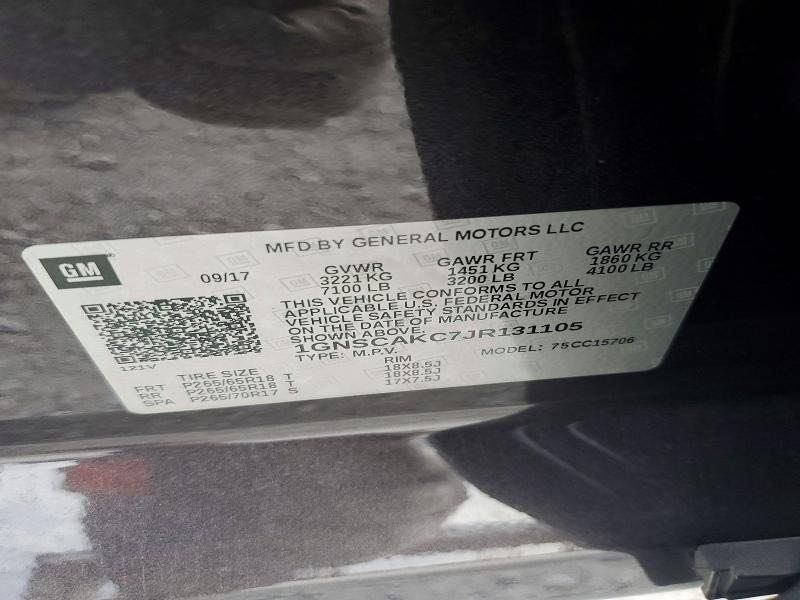 MFD BY GENERAL MOTORS LLC
GM
09/17
GVWR GAWR FRT GAWR RR
3221 KG 1451 KG 1860 KG
7100 LB 3200 LB 4100 LB
THIS VEHICLE CONFORMS TO ALL
APPLICABLE U.S. FEDERAL MOTOR
VEHICLE SAFETY STANDARDS IN EFFECT
ON THE DATE OF MANUFACTURE
SHOWN ABOVE.
1GNSCAKC7JR131105
TYPE: M.P.V. MODEL: 75CC15706
121V
TIRE SIZE RIM
FRT P265/65R18 T 18X8.5J
RR P265/65R18 T 18X8.5J
SPA P265/70R17 S 17X7.5J